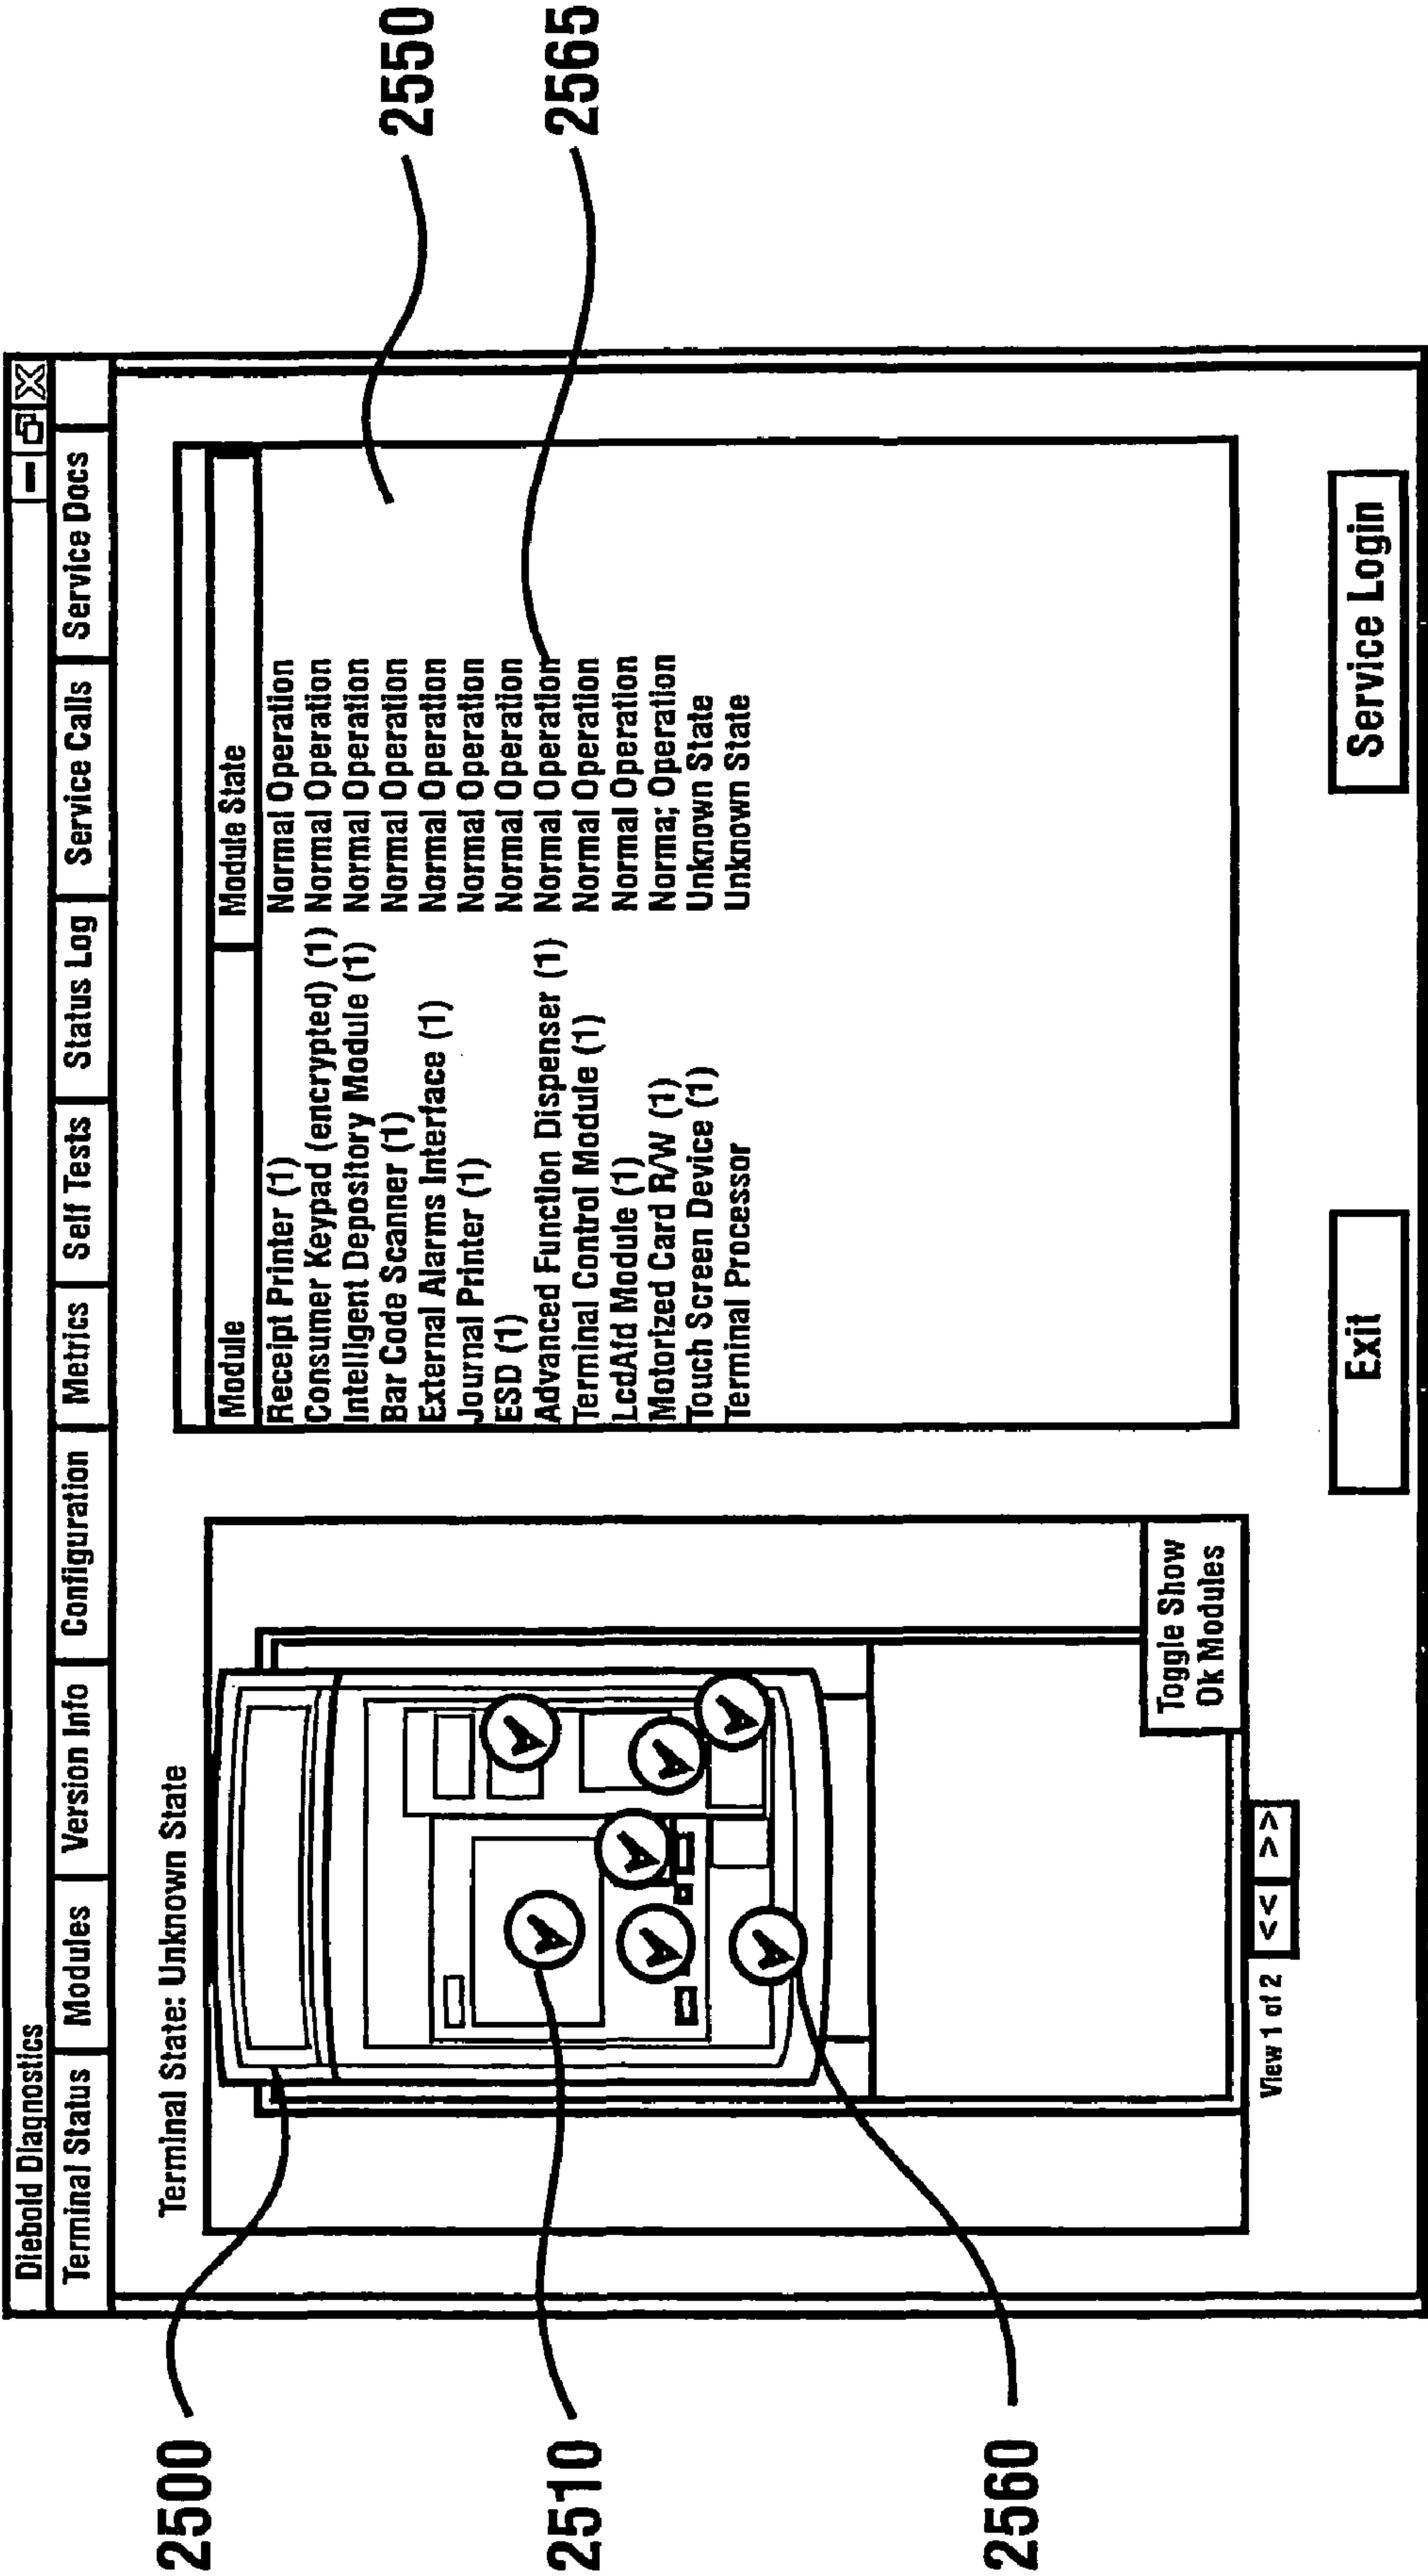 Diebold Diagnostics
Terminal Status Modules Version Info Configuration Metrics Self Tests Status Log Service Calls Service Docs
Terminal State: Unknown State
Toggle Show
Ok Modules
View 1 of 2 << >>
Module Module State
Receipt Printer (1) Normal Operation
Consumer Keypad (encrypted) (1) Normal Operation
Intelligent Depository Module (1) Normal Operation
Bar Code Scanner (1) Normal Operation
External Alarms Interface (1) Normal Operation
Journal Printer (1) Normal Operation
ESD (1) Normal Operation
Advanced Function Dispenser (1) Normal Operation
Terminal Control Module (1) Normal Operation
LcdAfd Module (1) Normal Operation
Motorized Card R/W (1) Norma; Operation
Touch Screen Device (1) Unknown State
Terminal Processor Unknown State
Exit Service Login
2500
2510
2560
2550
2565